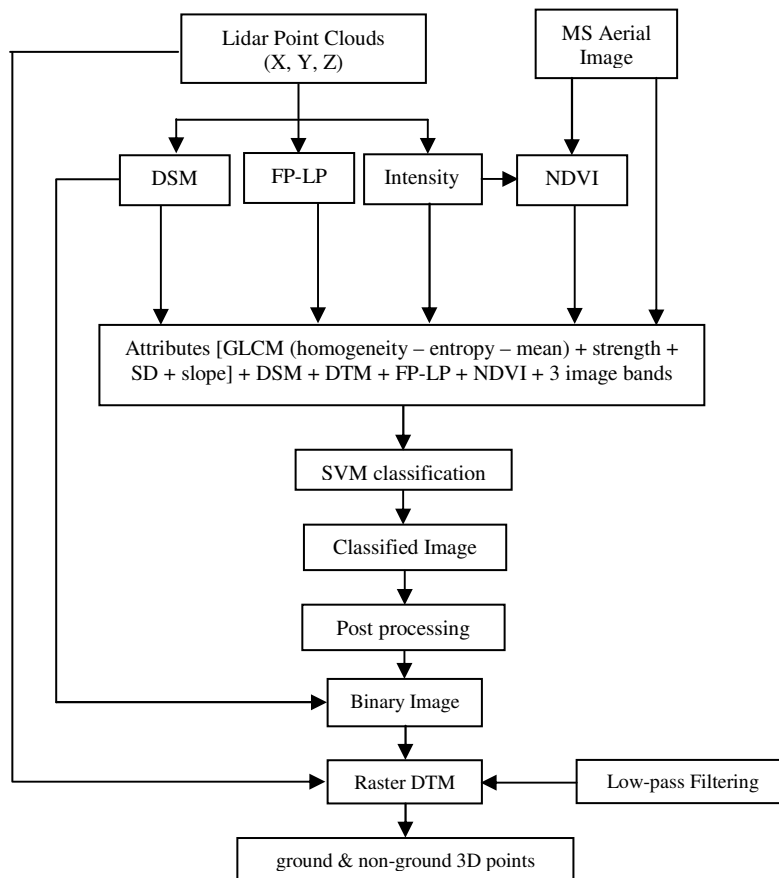 Lidar Point Clouds
(X, Y, Z)
MS Aerial
Image
DSM
FP-LP
Intensity
NDVI
Attributes [GLCM (homogeneity – entropy – mean) + strength +
SD + slope] + DSM + DTM + FP-LP + NDVI + 3 image bands
SVM classification
Classified Image
Post processing
Binary Image
Raster DTM
Low-pass Filtering
ground & non-ground 3D points